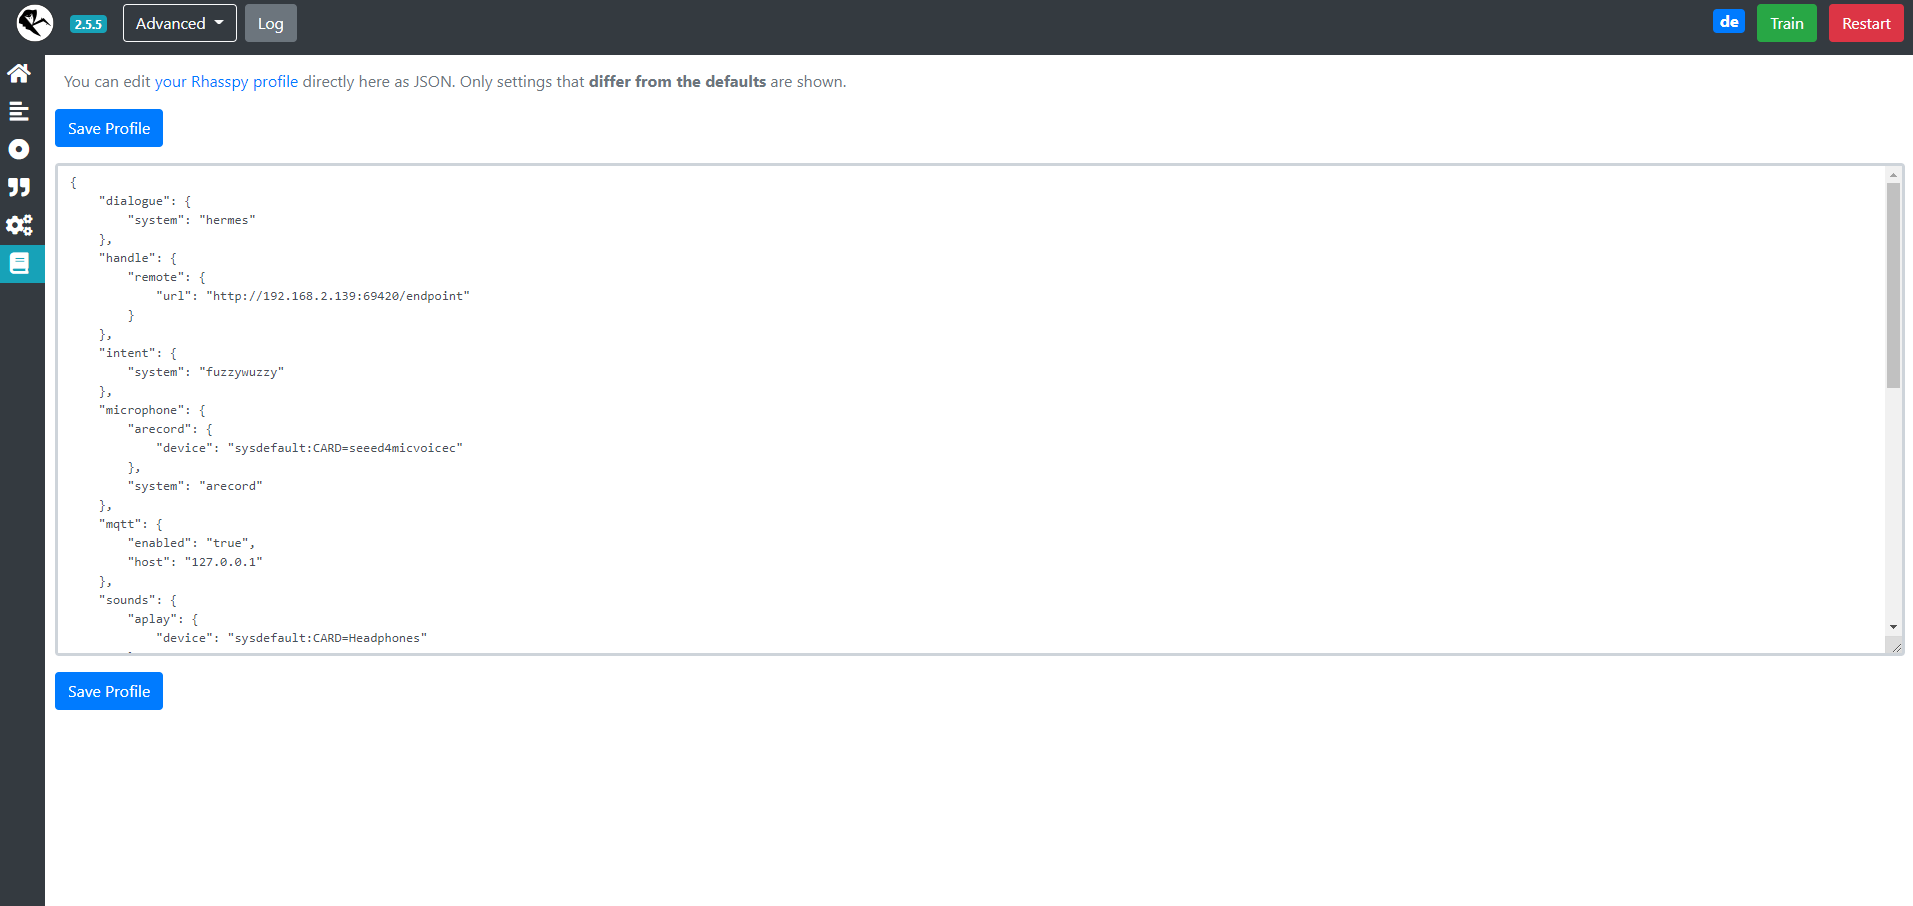 2.5.5 Advanced Log de Train Restart
You can edit your Rhasspy profile directly here as JSON. Only settings that differ from the defaults are shown.
Save Profile
{
    "dialogue": {
        "system": "hermes"
    },
    "handle": {
        "remote": {
            "url": "http://192.168.2.139:69420/endpoint"
        }
    },
    "intent": {
        "system": "fuzzywuzzy"
    },
    "microphone": {
        "arecord": {
            "device": "sysdefault:CARD=seeed4micvoicec"
        },
        "system": "arecord"
    },
    "mqtt": {
        "enabled": "true",
        "host": "127.0.0.1"
    },
    "sounds": {
        "aplay": {
            "device": "sysdefault:CARD=Headphones"
Save Profile